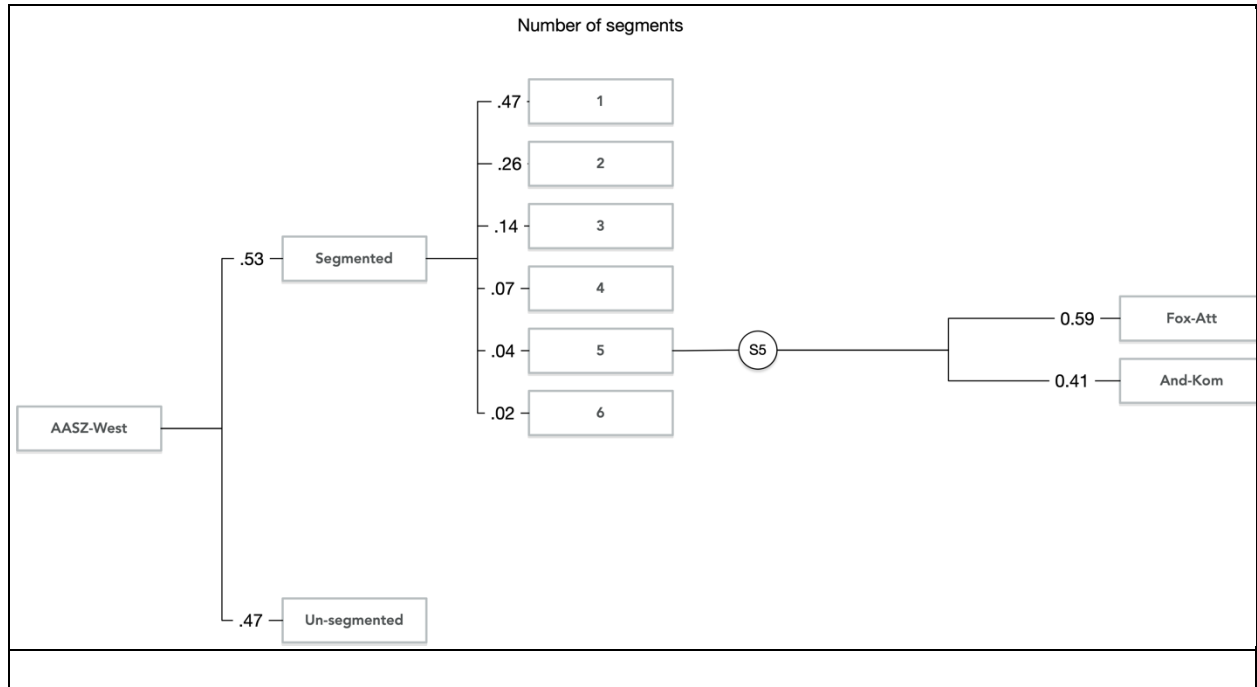 Number of segments
.47
1
.26
2
.14
3
.53
Segmented
.07
4
.04
5
S5
0.59
Fox-Att
0.41
And-Kom
.02
6
AASZ-West
.47
Un-segmented